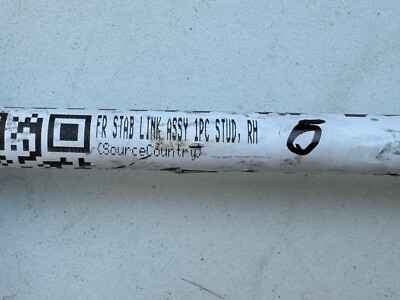 FR STAB LINK ASSY 1PC STUD, RH
(SourceCountry)
5